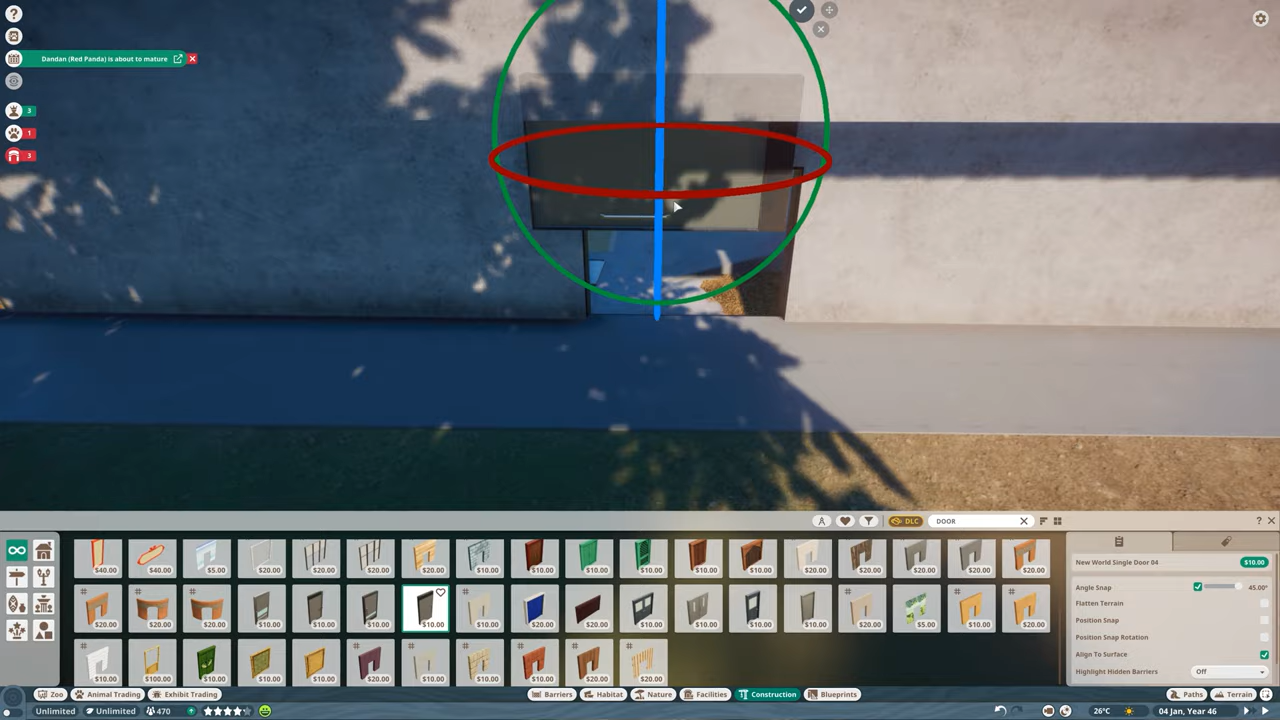 ?
Dandan (Red Panda) is about to mature
3
1
3
DLC
DOOR
?
$40.00 $40.00 $5.00 $20.00 $20.00 $20.00 $20.00 $10.00 $10.00 $10.00 $10.00 $10.00 $10.00 $20.00 $20.00 $20.00 $20.00 $20.00
$20.00 $20.00 $20.00 $10.00 $10.00 $10.00 $10.00 $10.00 $20.00 $20.00 $10.00 $10.00 $10.00 $10.00 $20.00 $5.00 $10.00 $20.00
$10.00 $100.00 $10.00 $10.00 $10.00 $20.00 $10.00 $10.00 $10.00 $20.00 $20.00
New World Single Door 04 $10.00
Angle Snap 45.00°
Flatten Terrain
Position Snap
Position Snap Rotation
Align To Surface
Highlight Hidden Barriers Off
Zoo Animal Trading Exhibit Trading Barriers Habitat Nature Facilities Construction Blueprints Paths Terrain
Unlimited Unlimited 470 26°C 04 Jan, Year 46